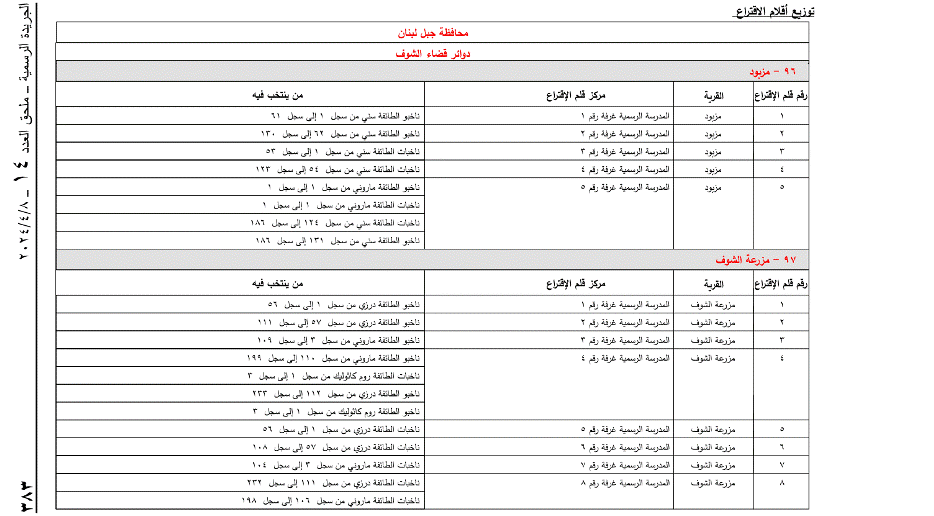 توزيع أقلام الاقتراع
محافظة جبل لبنان
دوائر قضاء الشوف
٩٦ - مزبود
رقم قلم الإقتراع القرية مركز قلم الإقتراع من ينتخب فيه
١ مزبود المدرسة الرسمية غرفة رقم ١ ناخبو الطائفة سني من سجل ١ إلى سجل ٦١
٢ مزبود المدرسة الرسمية غرفة رقم ٢ ناخبو الطائفة سني من سجل ٦٢ إلى سجل ١٣٠
٣ مزبود المدرسة الرسمية غرفة رقم ٣ ناخبات الطائفة سني من سجل ١ إلى سجل ٥٣
٤ مزبود المدرسة الرسمية غرفة رقم ٤ ناخبات الطائفة سني من سجل ٥٤ إلى سجل ١٢٣
٥ مزبود المدرسة الرسمية غرفة رقم ٥ ناخبو الطائفة ماروني من سجل ١ إلى سجل ١
ناخبات الطائفة ماروني من سجل ١ إلى سجل ١
ناخبات الطائفة سني من سجل ١٢٤ إلى سجل ١٨٦
ناخبو الطائفة سني من سجل ١٣١ إلى سجل ١٨٦
٩٧ - مزرعة الشوف
رقم قلم الإقتراع القرية مركز قلم الإقتراع من ينتخب فيه
١ مزرعة الشوف المدرسة الرسمية غرفة رقم ١ ناخبو الطائفة درزي من سجل ١ إلى سجل ٥٦
٢ مزرعة الشوف المدرسة الرسمية غرفة رقم ٢ ناخبو الطائفة درزي من سجل ٥٧ إلى سجل ١١١
٣ مزرعة الشوف المدرسة الرسمية غرفة رقم ٣ ناخبو الطائفة ماروني من سجل ٣ إلى سجل ١٠٩
٤ مزرعة الشوف المدرسة الرسمية غرفة رقم ٤ ناخبو الطائفة ماروني من سجل ١١٠ إلى سجل ١٩٩
ناخبات الطائفة روم كاثوليك من سجل ١ إلى سجل ٣
ناخبو الطائفة درزي من سجل ١١٢ إلى سجل ٢٣٣
ناخبو الطائفة روم كاثوليك من سجل ١ إلى سجل ٣
٥ مزرعة الشوف المدرسة الرسمية غرفة رقم ٥ ناخبات الطائفة درزي من سجل ١ إلى سجل ٥٦
٦ مزرعة الشوف المدرسة الرسمية غرفة رقم ٦ ناخبات الطائفة درزي من سجل ٥٧ إلى سجل ١٠٨
٧ مزرعة الشوف المدرسة الرسمية غرفة رقم ٧ ناخبات الطائفة ماروني من سجل ٣ إلى سجل ١٠٤
٨ مزرعة الشوف المدرسة الرسمية غرفة رقم ٨ ناخبات الطائفة درزي من سجل ١١١ إلى سجل ٢٣٢
ناخبات الطائفة ماروني من سجل ١٠٦ إلى سجل ١٩٨
الجريدة الرسمية – ملحق العدد ١٤ – ٢٠٢٤/٤/٨
٣٨٣